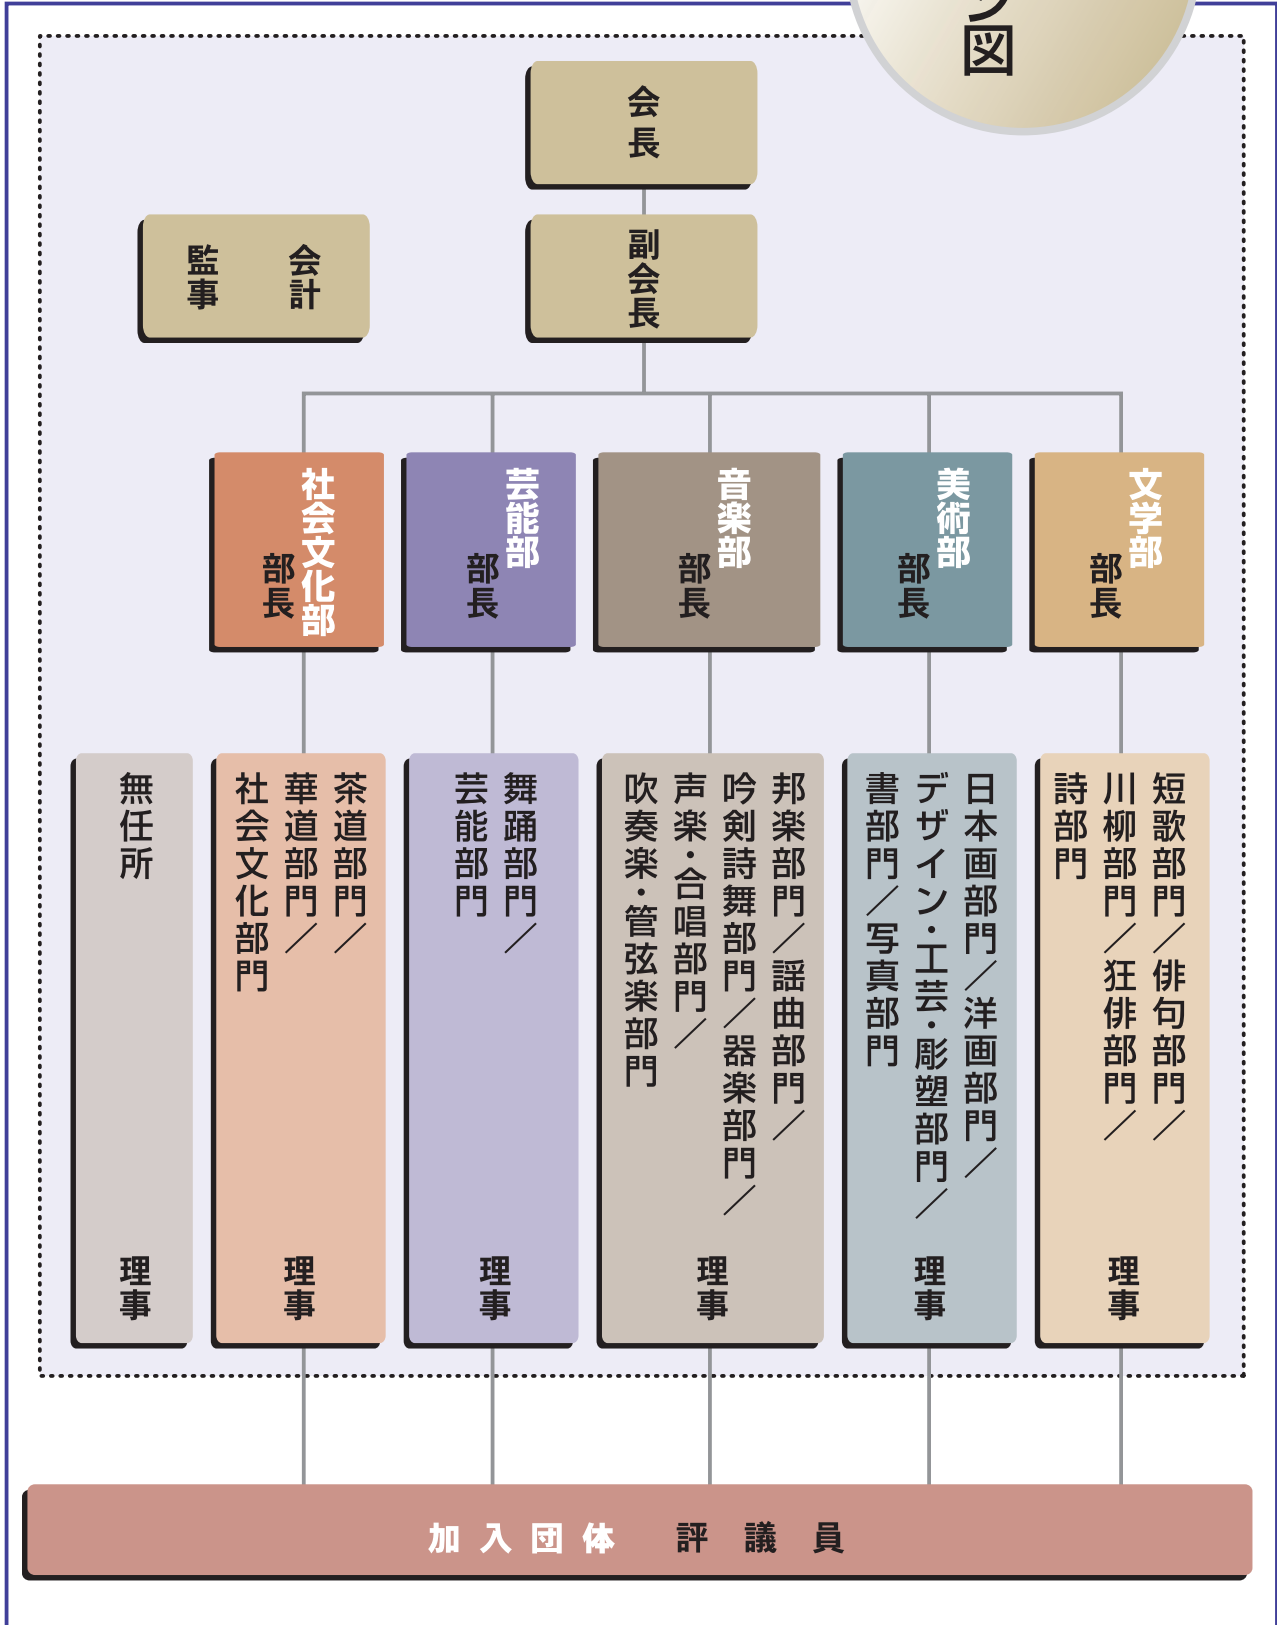 図
会長
副会長
会計
監事
文学部
部長
美術部
部長
音楽部
部長
芸能部
部長
社会文化部
部長
短歌部門／俳句部門／
川柳部門／狂俳部門／
詩部門
理事
日本画部門／洋画部門／
デザイン・工芸・彫塑部門／
書部門／写真部門
理事
邦楽部門／謡曲部門／
吟剣詩舞部門／器楽部門／
声楽・合唱部門／
吹奏楽・管弦楽部門
理事
舞踊部門／
芸能部門
理事
茶道部門／
華道部門／
社会文化部門
理事
無任所
理事
加入団体　評議員